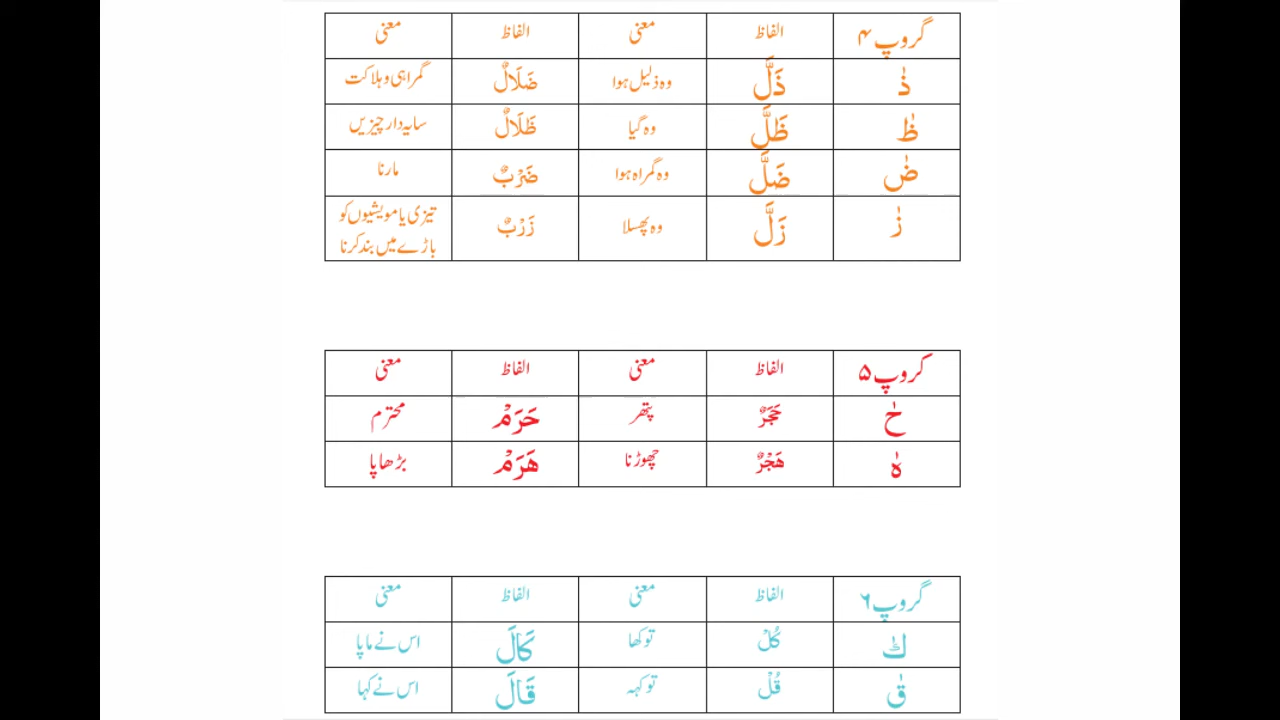 گروپ ۴ الفاظ معنی الفاظ معنی
ذٰ ذَلَّ وہ ذلیل ہوا ضَلَالٌ گمراہی و ہلاکت
ظٰ ظَلَّ وہ گیا ظَلَالٌ سایہ دار چیزیں
ضٰ ضَلَّ وہ گمراہ ہوا ضَرْبٌ مارنا
زٰ زَلَّ وہ پھسلا زَرْبٌ تیزی یا مویشیوں کو
باڑے میں بند کرنا
کروپ ۵ الفاظ معنی الفاظ معنی
حٰ حَجَرٌ پتھر حَرَمْ محترم
ہٰ هَجْرٌ چھوڑنا هَرَمْ بڑھاپا
گروپ ۶ الفاظ معنی الفاظ معنی
كٰ كُلْ تو کھا كَالَ اس نے ماپا
قٰ قُلْ تو کہہ قَالَ اس نے کہا